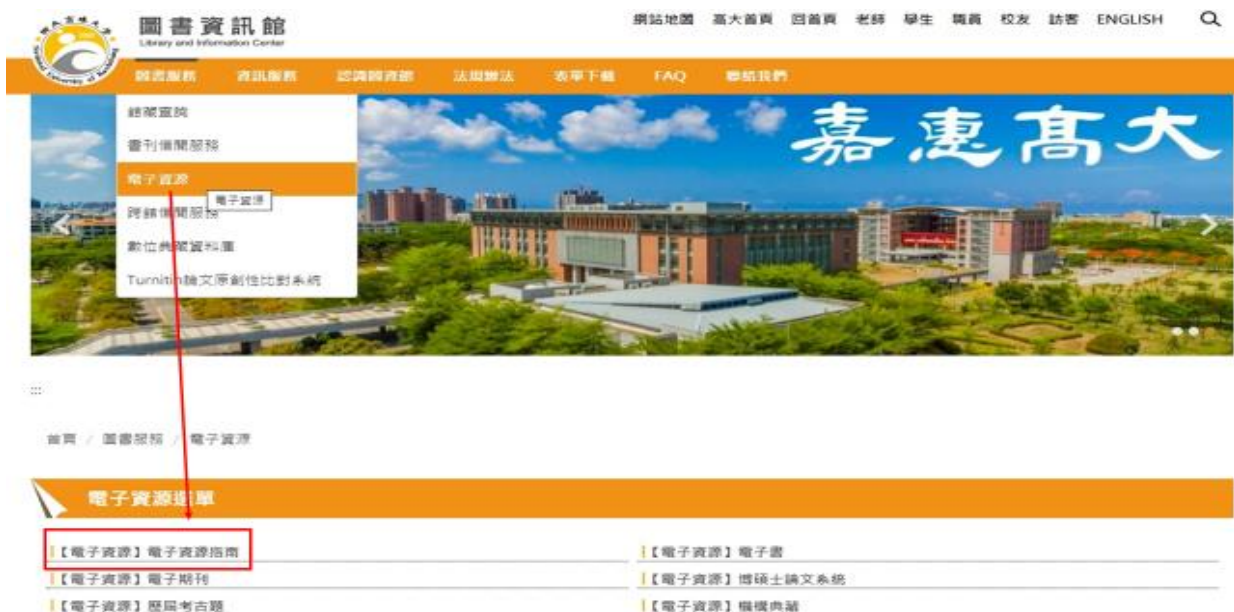 圖書資訊館
Library and Information Center
網站地圖 高大首頁 回首頁 老師 學生 職員 校友 訪客 ENGLISH
圖書服務 資訊服務 認識圖資館 法規辦法 表單下載 FAQ 聯絡我們
館藏查詢
書刊借閱服務
電子資源
電子資源
跨館借閱服務
數位典藏資料庫
Turnitin論文原創性比對系統
嘉惠高大
:::
首頁 / 圖書服務 / 電子資源
電子資源選單
【電子資源】電子資源指南
【電子資源】電子書
【電子資源】電子期刊
【電子資源】博碩士論文系統
【電子資源】歷屆考古題
【電子資源】機構典藏